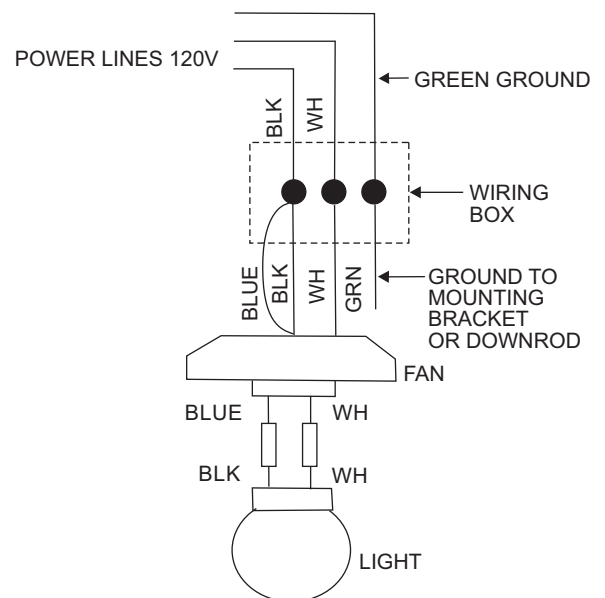 POWER LINES 120V
GREEN GROUND
BLK
WH
WIRING
BOX
BLUE
BLK
WH
GRN
GROUND TO
MOUNTING
BRACKET
OR DOWNROD
FAN
BLUE
WH
BLK
WH
LIGHT